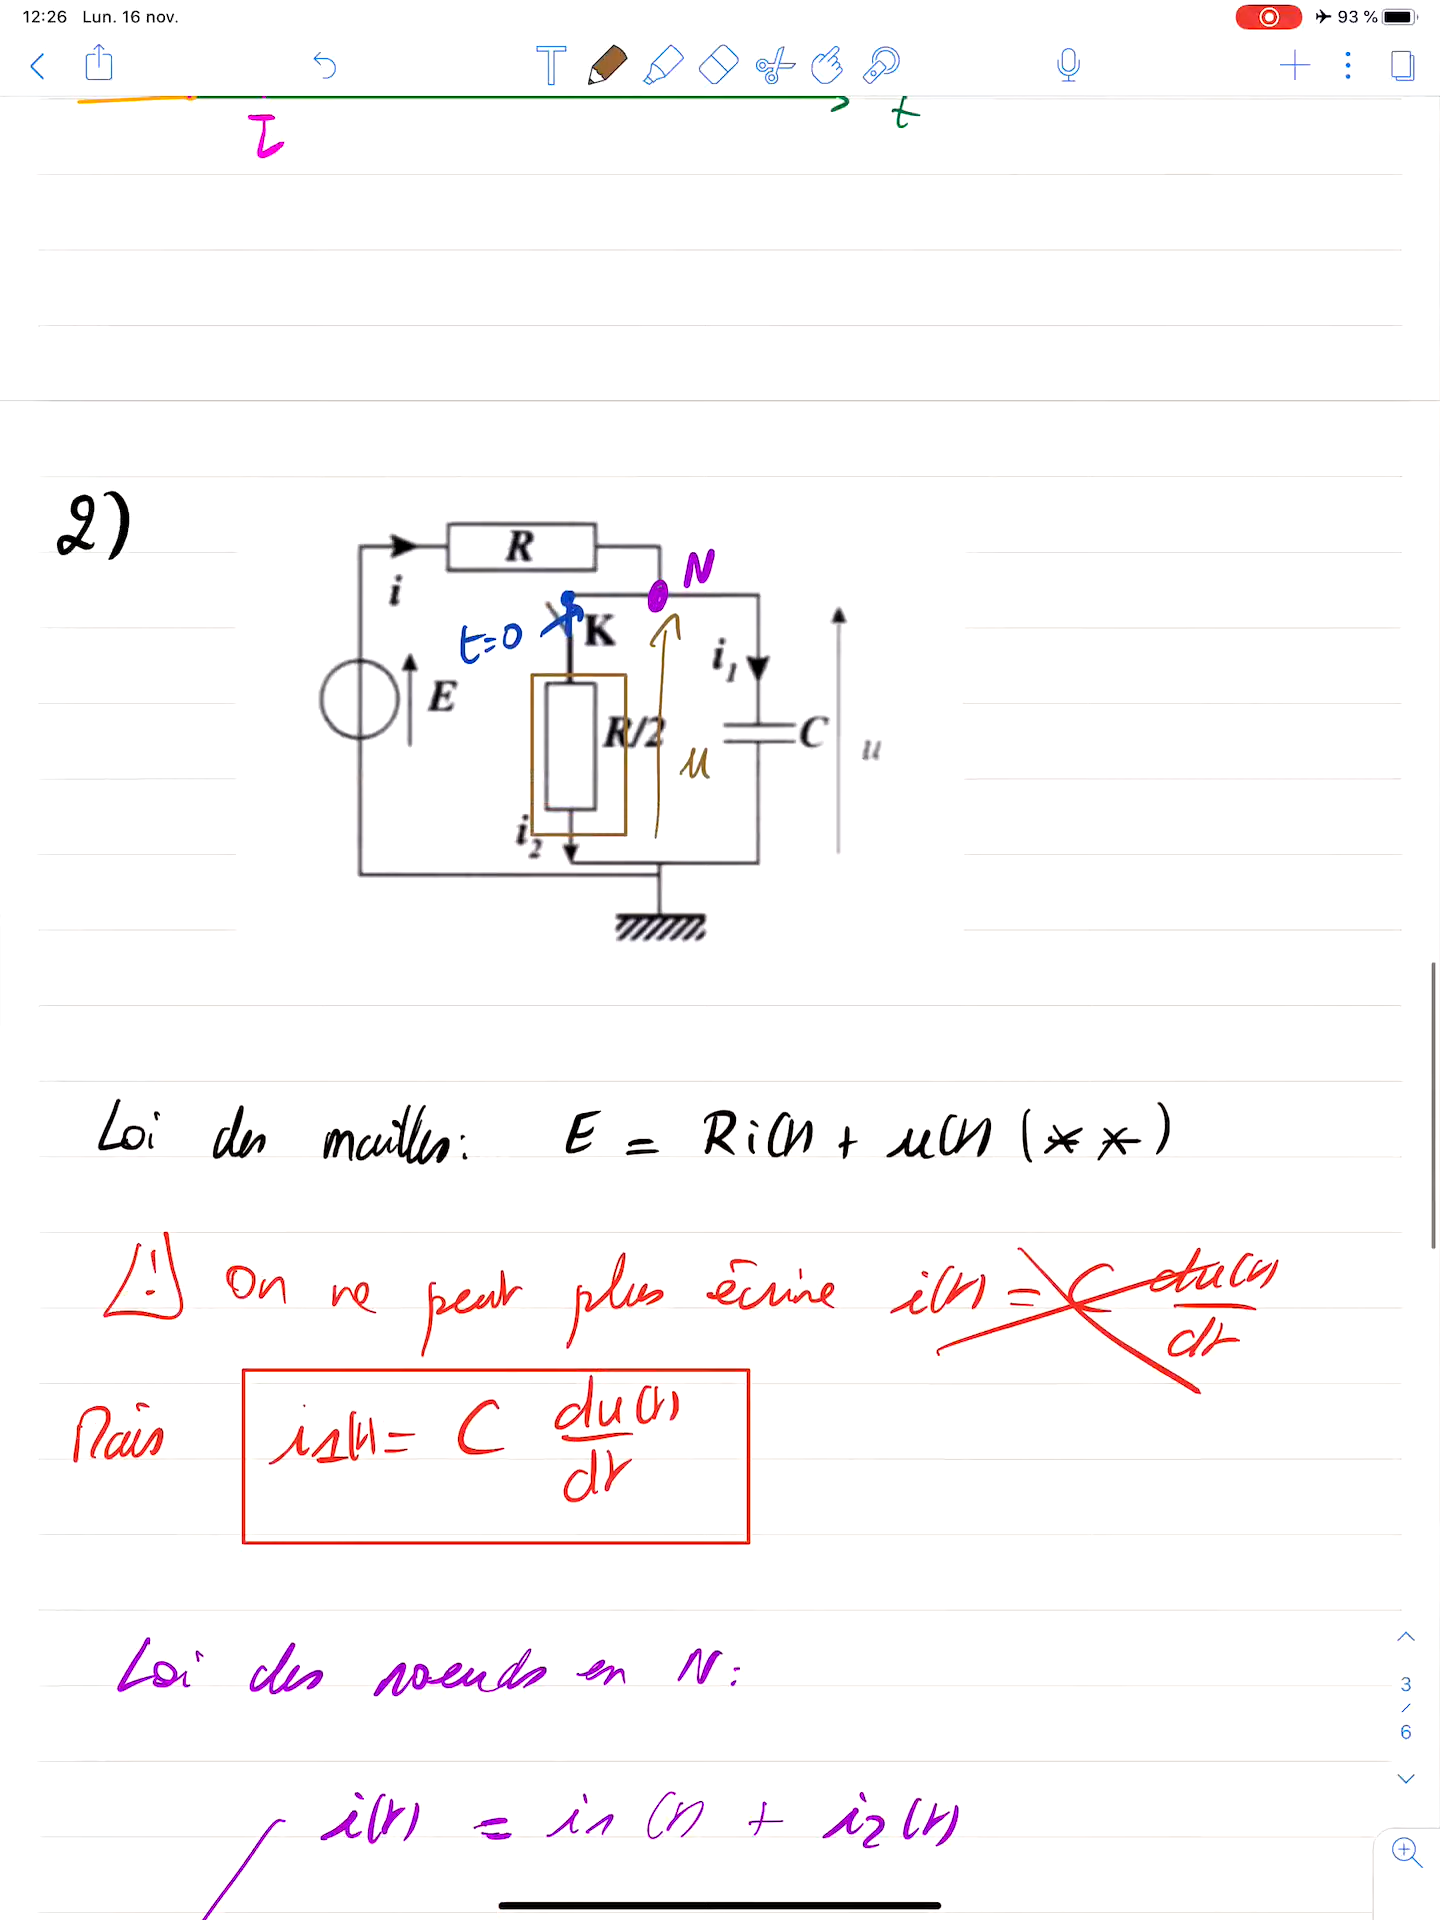 12:26 Lun. 16 nov. 93 %
T
τ t
2)
R
N
i
t=0 K
i₁
E
R/2 u C u
i₂
Loi des mailles: E = Ri(t) + u(t) (**)
! On ne peut plus écrire i(t) = C du(t)/dt
Mais i1(t) = C du(t)/dt
Loi des noeuds en N:
3
/
6
i(t) = i1(t) + i2(t)